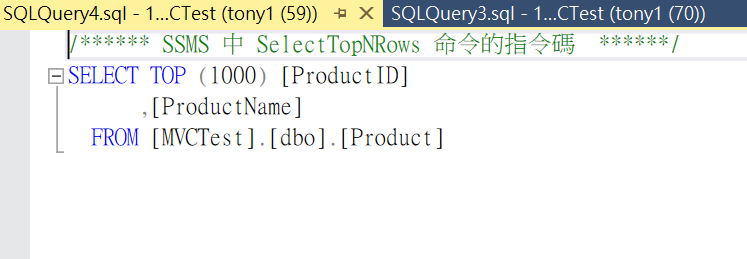 SQLQuery4.sql - 1...CTest (tony1 (59))
SQLQuery3.sql - 1...CTest (tony1 (70))
/****** SSMS 中 SelectTopNRows 命令的指令碼  ******/
SELECT TOP (1000) [ProductID]
,[ProductName]
FROM [MVCTest].[dbo].[Product]